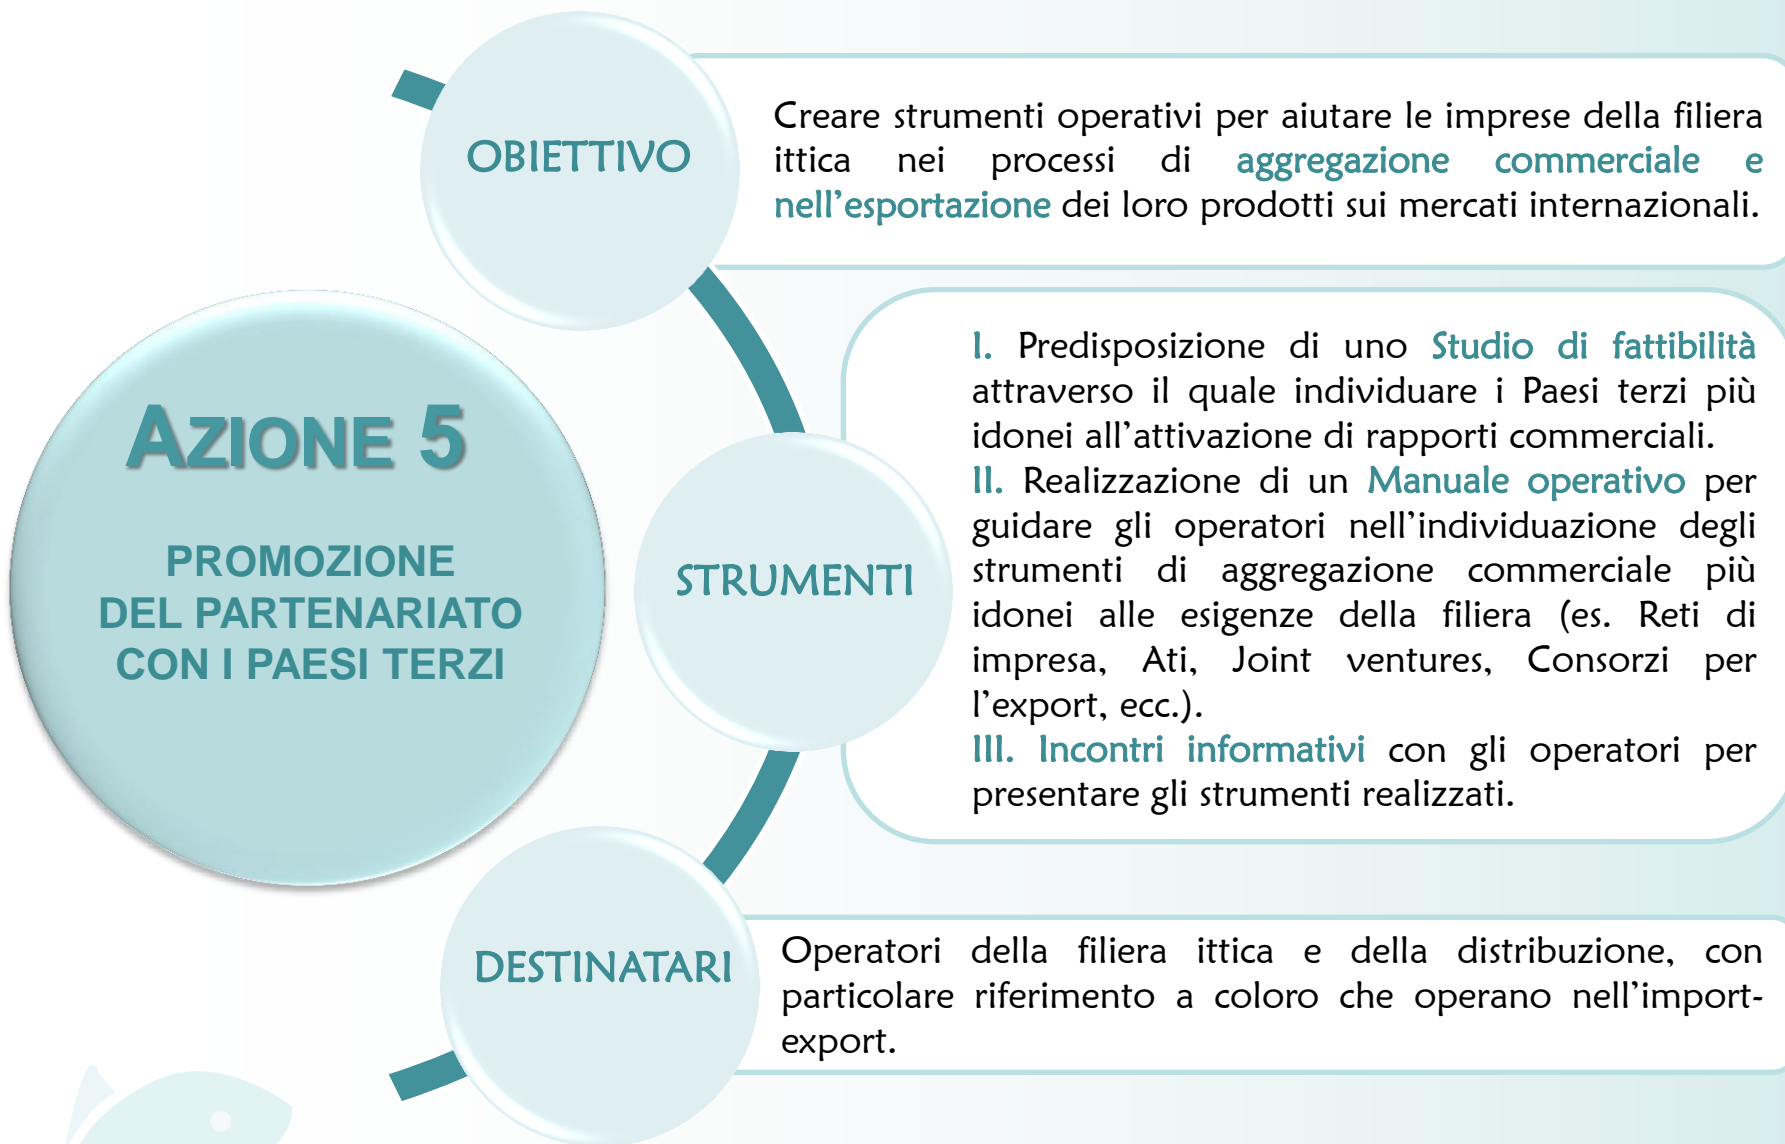 AZIONE 5
PROMOZIONE
DEL PARTENARIATO
CON I PAESI TERZI
OBIETTIVO
Creare strumenti operativi per aiutare le imprese della filiera
ittica nei processi di aggregazione commerciale e
nell’esportazione dei loro prodotti sui mercati internazionali.
STRUMENTI
I. Predisposizione di uno Studio di fattibilità
attraverso il quale individuare i Paesi terzi più
idonei all’attivazione di rapporti commerciali.
II. Realizzazione di un Manuale operativo per
guidare gli operatori nell’individuazione degli
strumenti di aggregazione commerciale più
idonei alle esigenze della filiera (es. Reti di
impresa, Ati, Joint ventures, Consorzi per
l’export, ecc.).
III. Incontri informativi con gli operatori per
presentare gli strumenti realizzati.
DESTINATARI
Operatori della filiera ittica e della distribuzione, con
particolare riferimento a coloro che operano nell’import-
export.